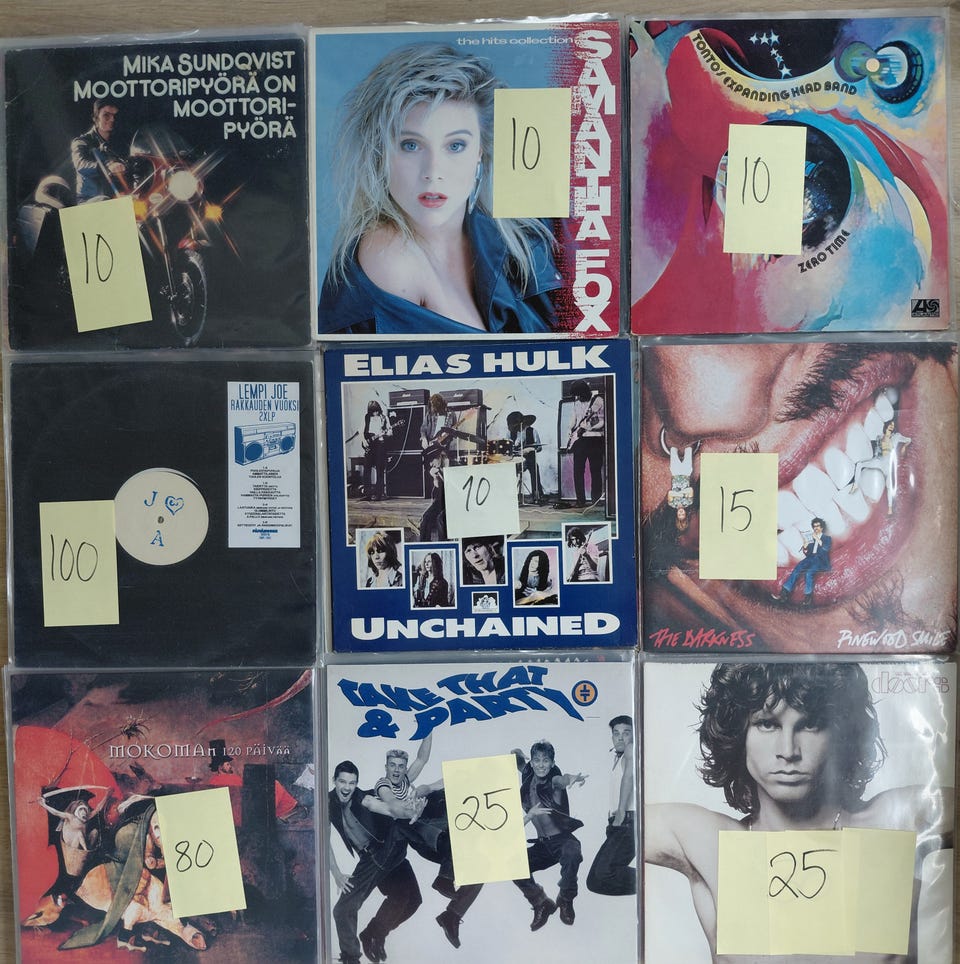 MIKA SUNDQVIST
MOOTTORIPYÖRÄ ON
MOOTTORI-
PYÖRÄ
10
the hits collection
SAMANTHA FOX
10
TONTO'S EXPANDING HEAD BAND
10
ZERO TIME
LEMPI JOE
RAKKAUDEN VUOKSI
2XLP
J
A
100
ELIAS HULK
10
UNCHAINED
15
THE DARKNESS
PINEWOOD SMILE
MOKOMAN 120 PÄIVÄÄ
80
TAKE THAT
& PARTY
25
doors
25